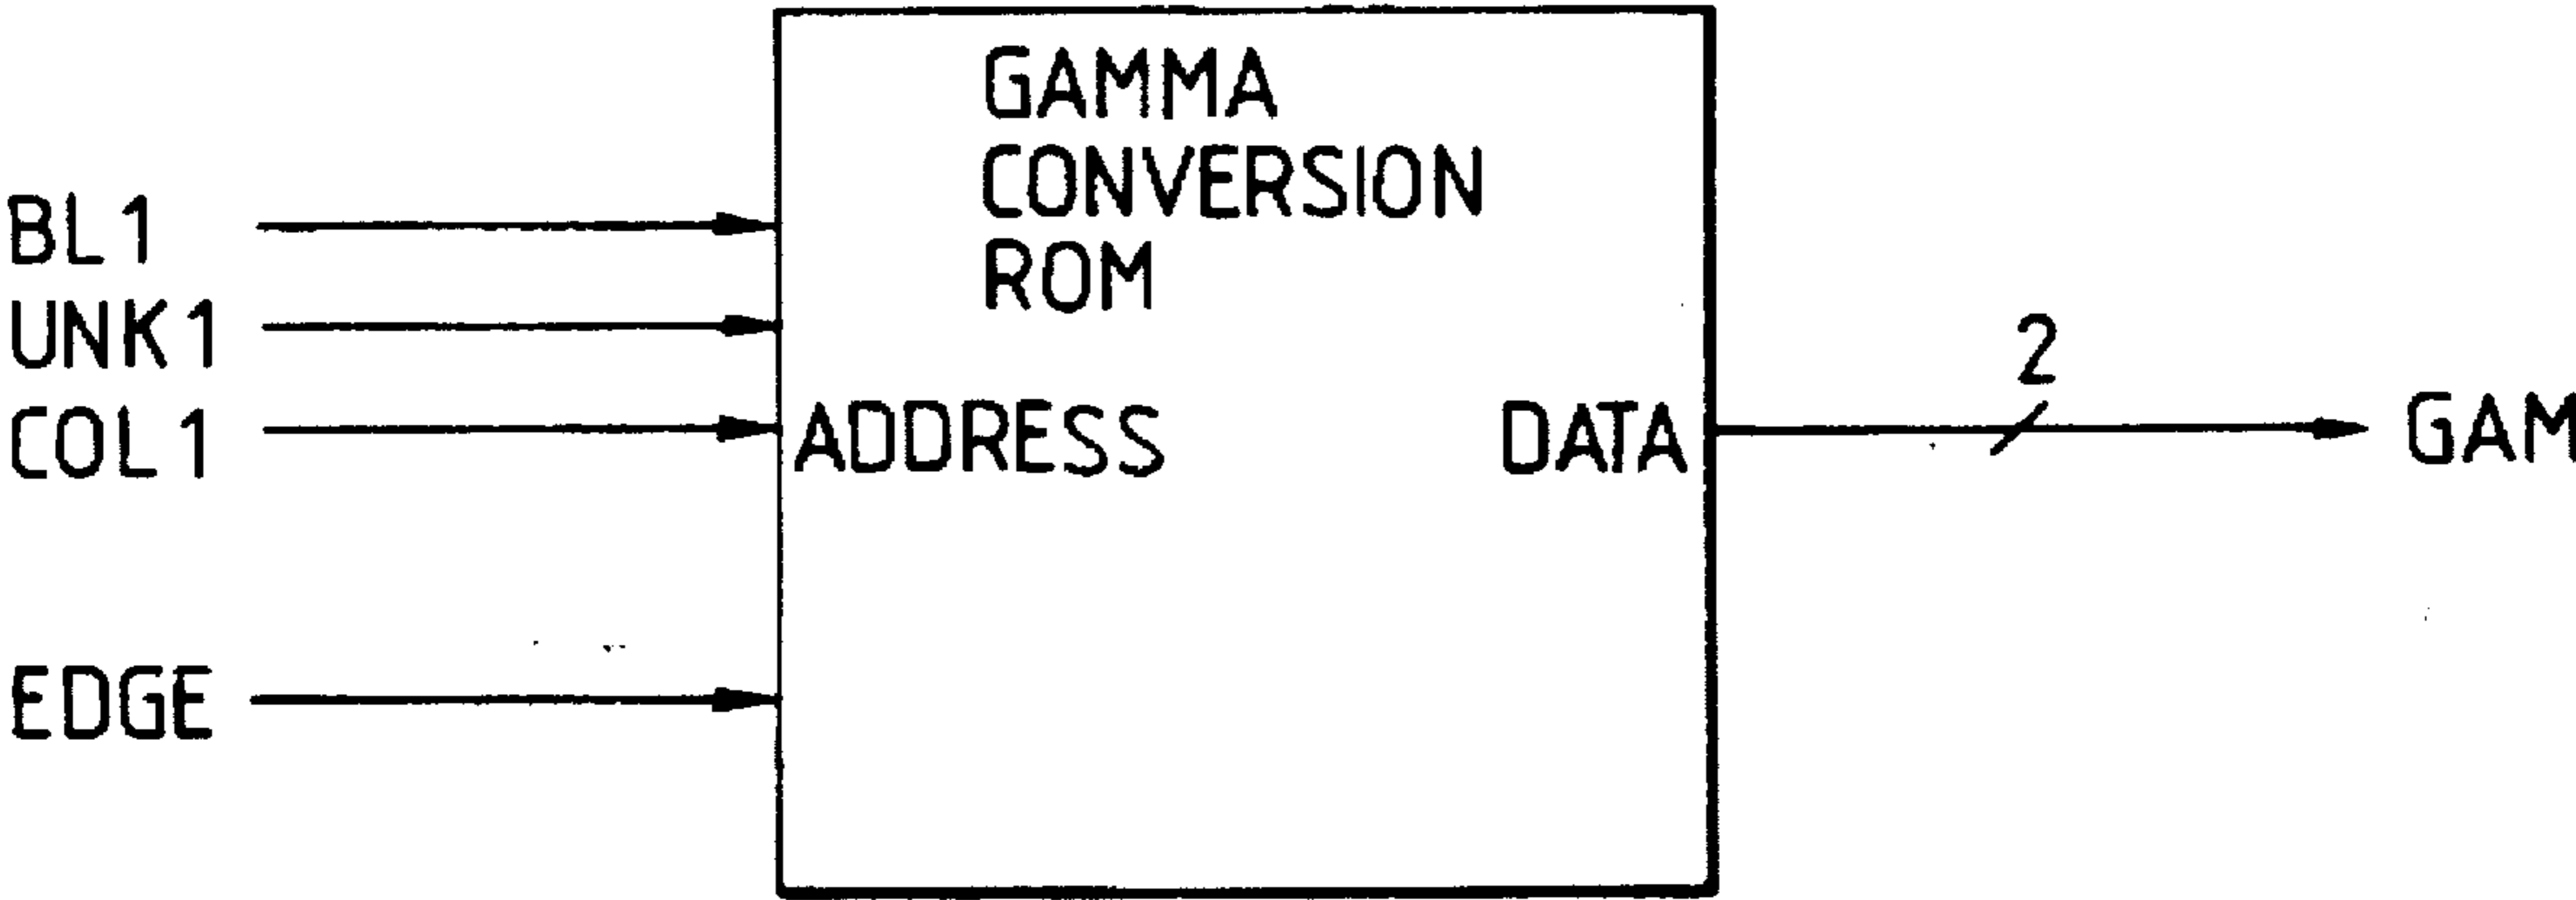 GAMMA
CONVERSION
ROM
BL1
UNK1
COL1
EDGE
ADDRESS
DATA
2
GAM